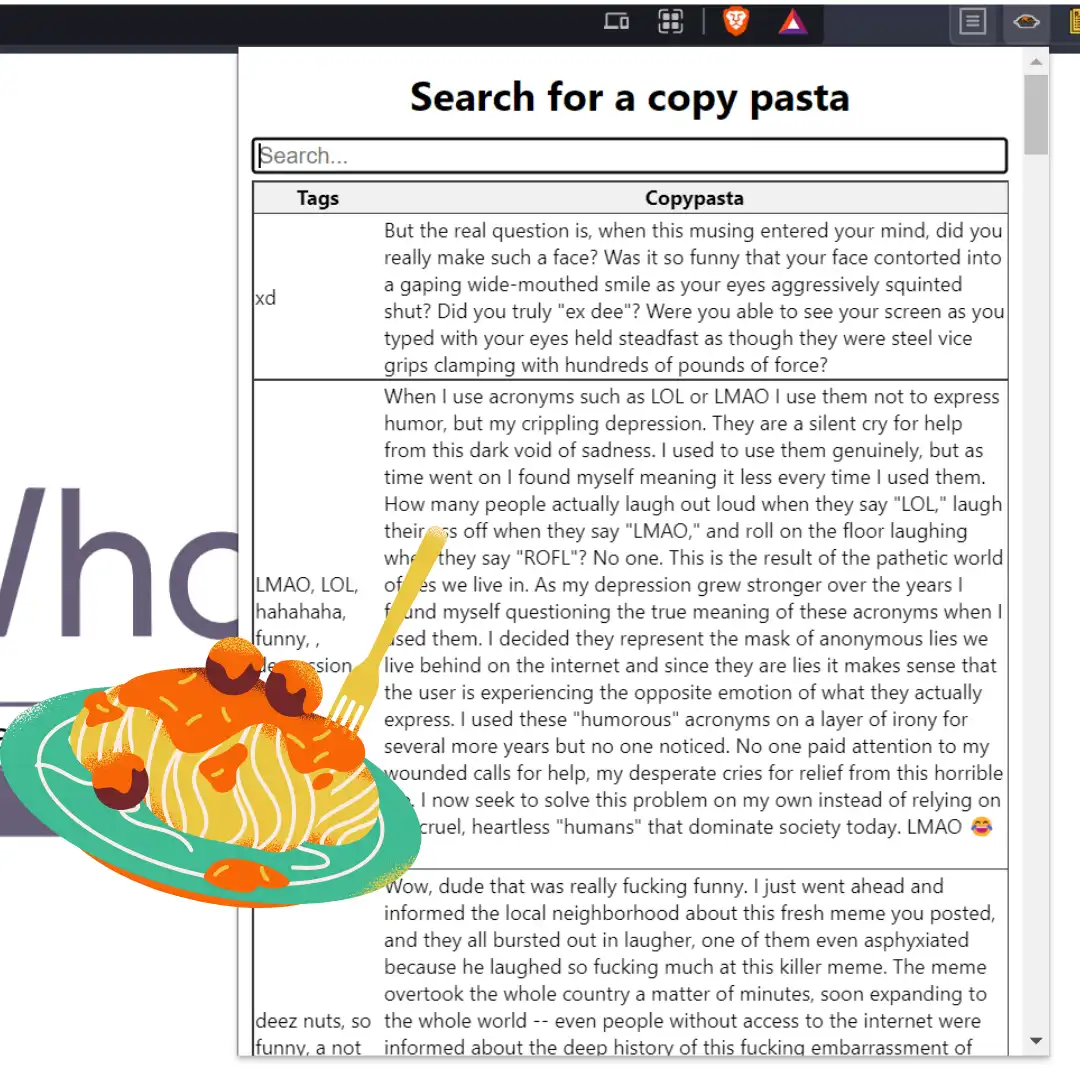 Search for a copy pasta
Search...
Tags Copypasta
xd
But the real question is, when this musing entered your mind, did you
really make such a face? Was it so funny that your face contorted into
a gaping wide-mouthed smile as your eyes aggressively squinted
shut? Did you truly "ex dee"? Were you able to see your screen as you
typed with your eyes held steadfast as though they were steel vice
grips clamping with hundreds of pounds of force?
LMAO, LOL,
hahahaha,
funny, ,
When I use acronyms such as LOL or LMAO I use them not to express
humor, but my crippling depression. They are a silent cry for help
from this dark void of sadness. I used to use them genuinely, but as
time went on I found myself meaning it less every time I used them.
How many people actually laugh out loud when they say "LOL," laugh
their off when they say "LMAO," and roll on the floor laughing
they say "ROFL"? No one. This is the result of the pathetic world
we live in. As my depression grew stronger over the years I
myself questioning the true meaning of these acronyms when I
used them. I decided they represent the mask of anonymous lies we
live behind on the internet and since they are lies it makes sense that
the user is experiencing the opposite emotion of what they actually
express. I used these "humorous" acronyms on a layer of irony for
several more years but no one noticed. No one paid attention to my
wounded calls for help, my desperate cries for relief from this horrible
I now seek to solve this problem on my own instead of relying on
cruel, heartless "humans" that dominate society today. LMAO 😂
deez nuts, so
funny, a not
Wow, dude that was really fucking funny. I just went ahead and
informed the local neighborhood about this fresh meme you posted,
and they all bursted out in laugher, one of them even asphyxiated
because he laughed so fucking much at this killer meme. The meme
overtook the whole country a matter of minutes, soon expanding to
the whole world -- even people without access to the internet were
informed about the deep history of this fucking embarrassment of